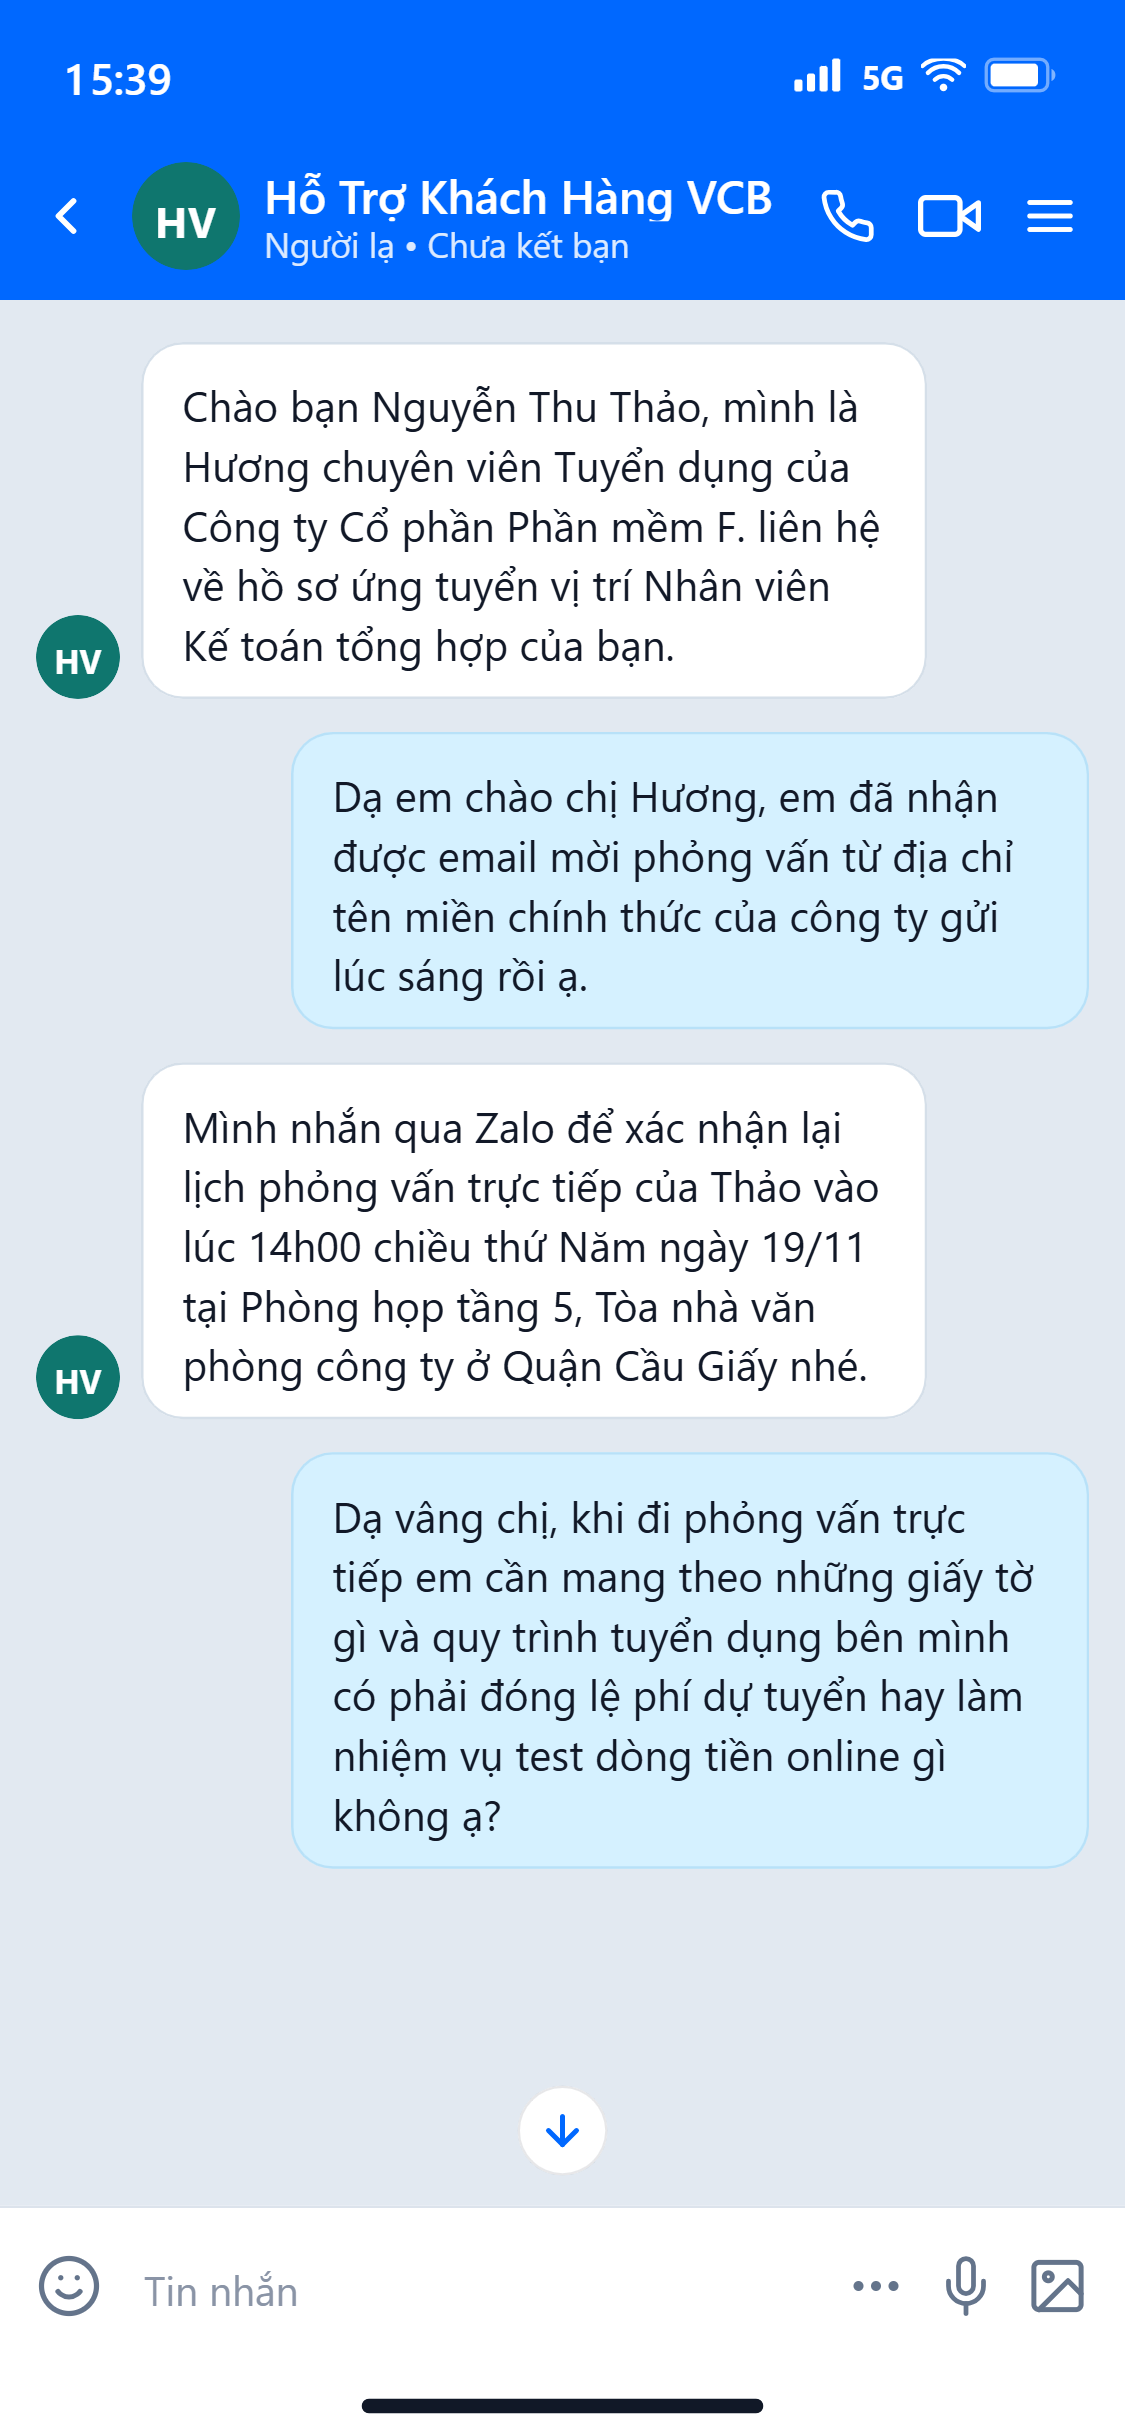 15:39
5G
HV
Hỗ Trợ Khách Hàng VCB
Người lạ • Chưa kết bạn
Chào bạn Nguyễn Thu Thảo, mình là
Hương chuyên viên Tuyển dụng của
Công ty Cổ phần Phần mềm F. liên hệ
về hồ sơ ứng tuyển vị trí Nhân viên
Kế toán tổng hợp của bạn.
HV
Dạ em chào chị Hương, em đã nhận
được email mời phỏng vấn từ địa chỉ
tên miền chính thức của công ty gửi
lúc sáng rồi ạ.
Mình nhắn qua Zalo để xác nhận lại
lịch phỏng vấn trực tiếp của Thảo vào
lúc 14h00 chiều thứ Năm ngày 19/11
tại Phòng họp tầng 5, Tòa nhà văn
phòng công ty ở Quận Cầu Giấy nhé.
HV
Dạ vâng chị, khi đi phỏng vấn trực
tiếp em cần mang theo những giấy tờ
gì và quy trình tuyển dụng bên mình
có phải đóng lệ phí dự tuyển hay làm
nhiệm vụ test dòng tiền online gì
không ạ?
Tin nhắn